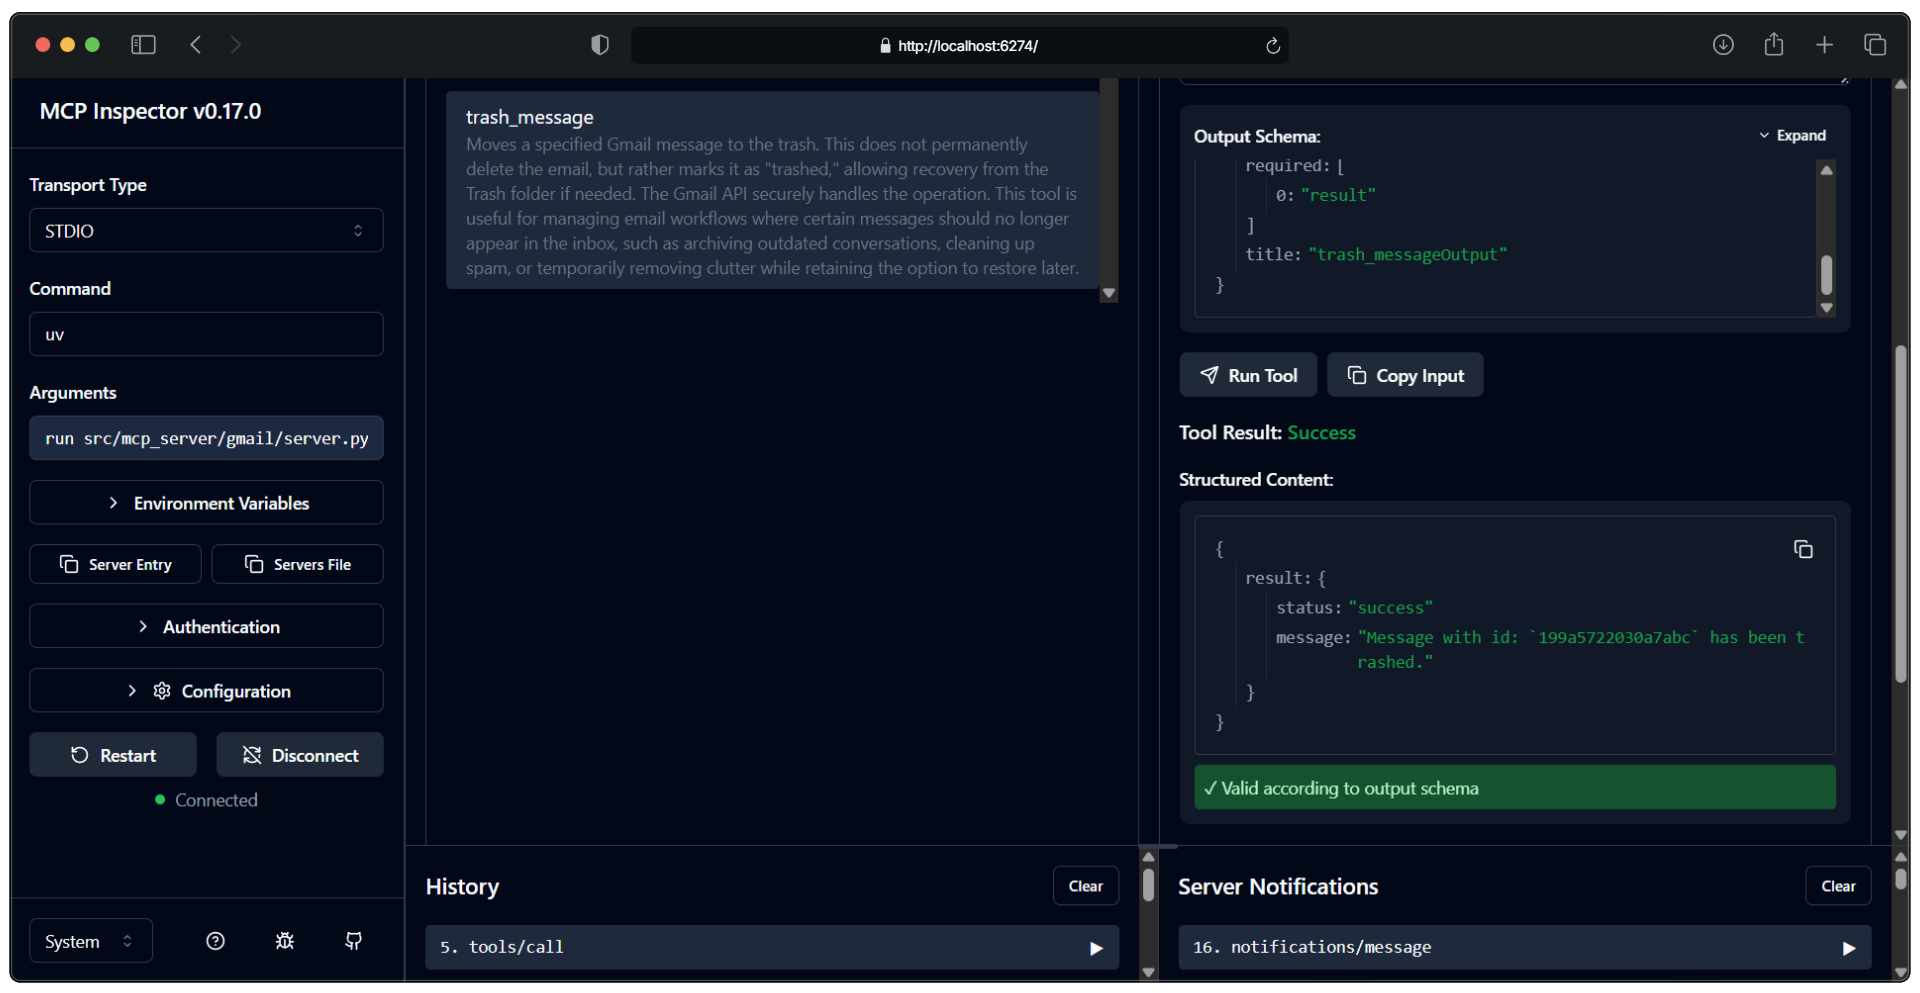 http://localhost:6274/
MCP Inspector v0.17.0
Transport Type
STDIO
Command
uv
Arguments
run src/mcp_server/gmail/server.py
Environment Variables
Server Entry
Servers File
Authentication
Configuration
Restart
Disconnect
Connected
System
trash_message
Moves a specified Gmail message to the trash. This does not permanently
delete the email, but rather marks it as "trashed," allowing recovery from the
Trash folder if needed. The Gmail API securely handles the operation. This tool is
useful for managing email workflows where certain messages should no longer
appear in the inbox, such as archiving outdated conversations, cleaning up
spam, or temporarily removing clutter while retaining the option to restore later.
Output Schema:
Expand
required: [
0: "result"
]
title: "trash_messageOutput"
}
Run Tool
Copy Input
Tool Result: Success
Structured Content:
{
result: {
status: "success"
message: "Message with id: `199a5722030a7abc` has been t
rashed."
}
}
✓ Valid according to output schema
History
Clear
5. tools/call
Server Notifications
Clear
16. notifications/message